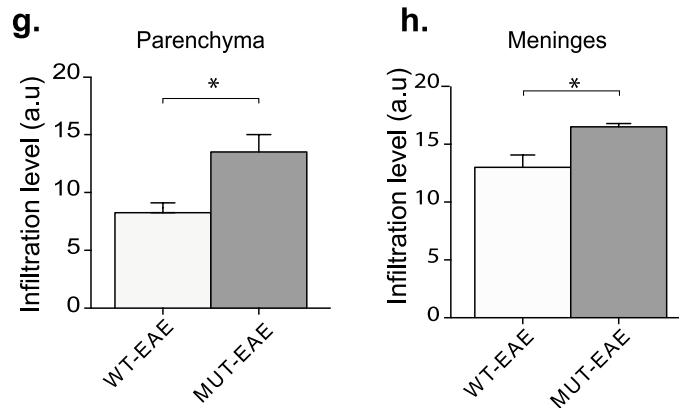 g.
Parenchyma
Infiltration level (a.u)
20
15
10
5
0
*
WT-EAE
MUT-EAE
h.
Meninges
Infiltration level (a.u)
20
15
10
5
0
*
WT-EAE
MUT-EAE